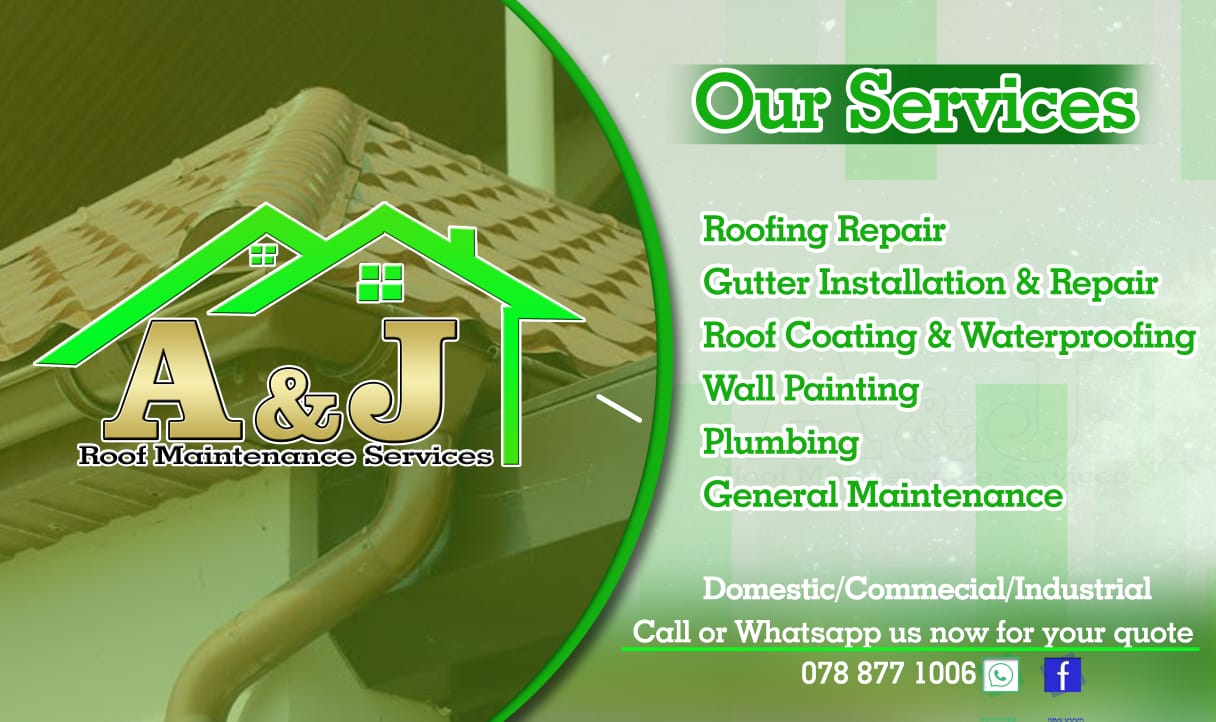 A & J
Roof Maintenance Services
Our Services
Roofing Repair
Gutter Installation & Repair
Roof Coating & Waterproofing
Wall Painting
Plumbing
General Maintenance
Domestic/Commecial/Industrial
Call or Whatsapp us now for your quote
078 877 1006